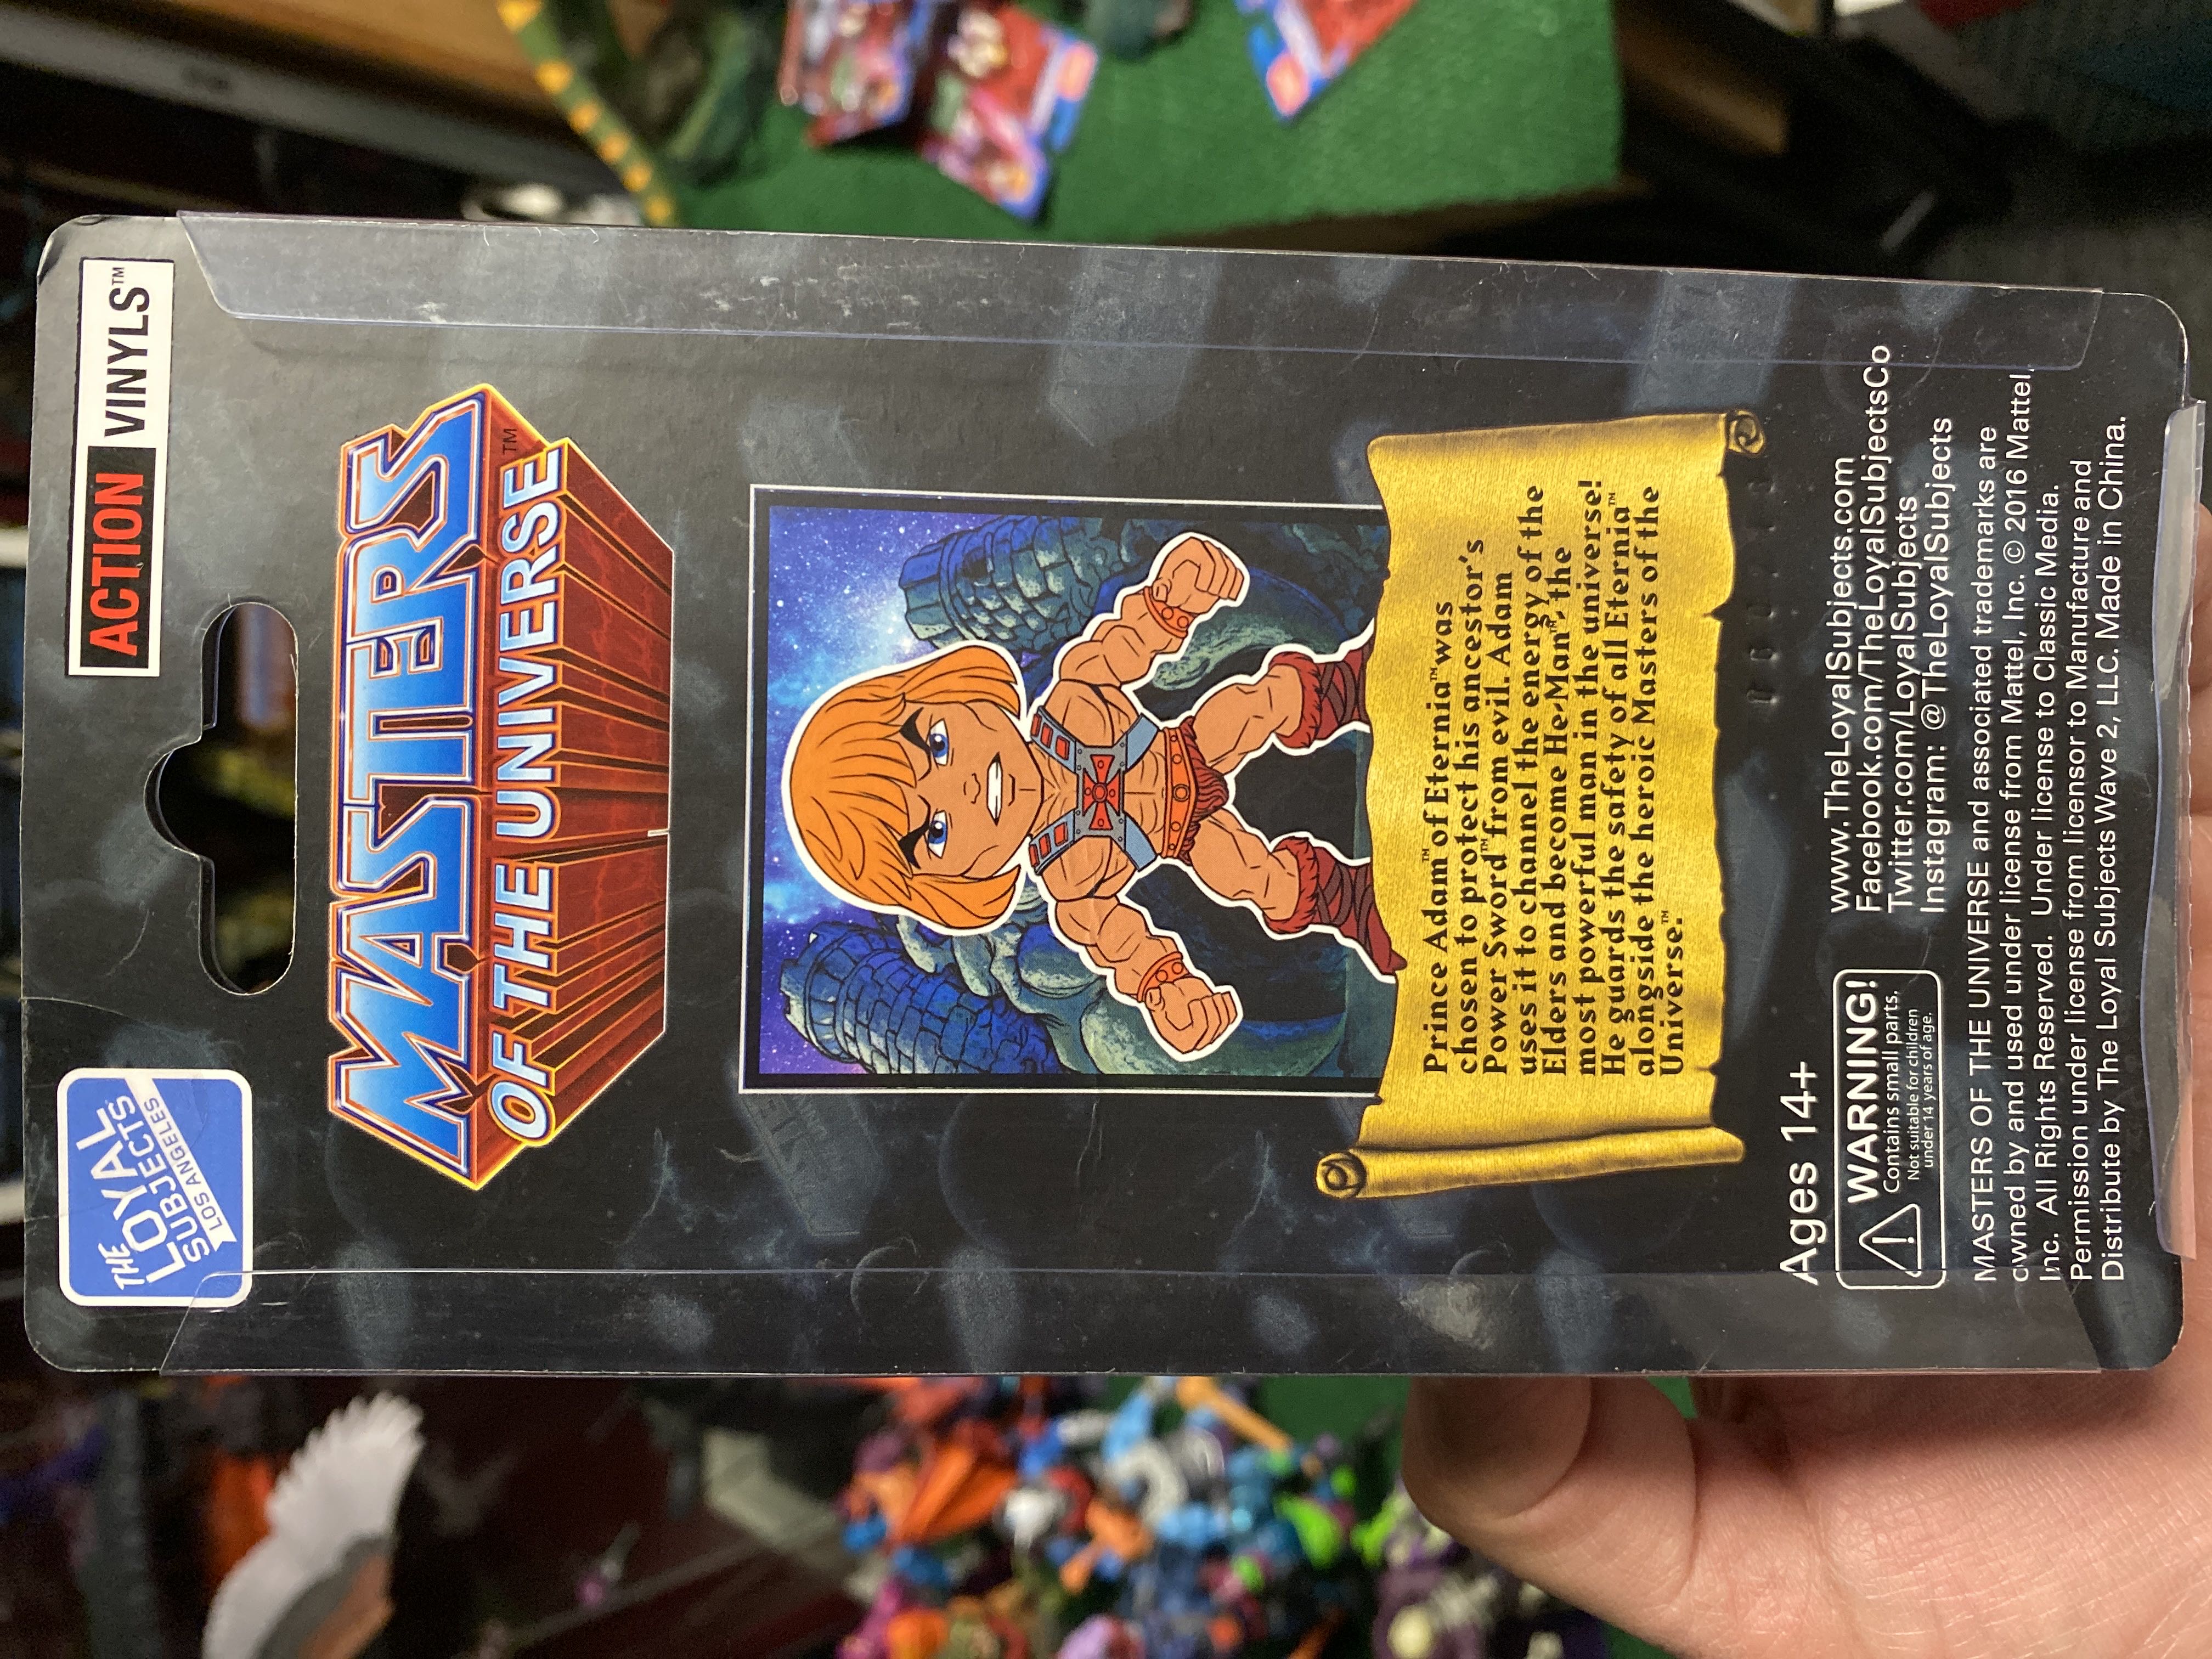 THE
LOYAL
SUBJECTS
LOS ANGELES
ACTION VINYLS™
MASTERS
OF THE UNIVERSE™
Prince Adam™ of Eternia™ was
chosen to protect his ancestor's
Power Sword™ from evil. Adam
uses it to channel the energy of the
Elders and become He-Man™, the
most powerful man in the universe!
He guards the safety of all Eternia™
alongside the heroic Masters of the
Universe.™
Ages 14+
WARNING!
Contains small parts.
Not suitable for children
under 14 years of age.
www.TheLoyalSubjects.com
Facebook.com/TheLoyalSubjectsCo
Twitter.com/LoyalSubjects
Instagram: @TheLoyalSubjects
MASTERS OF THE UNIVERSE and associated trademarks are
owned by and used under license from Mattel, Inc. © 2016 Mattel,
Inc. All Rights Reserved. Under license to Classic Media.
Permission under license from licensor to Manufacture and
Distribute by The Loyal Subjects Wave 2, LLC. Made in China.